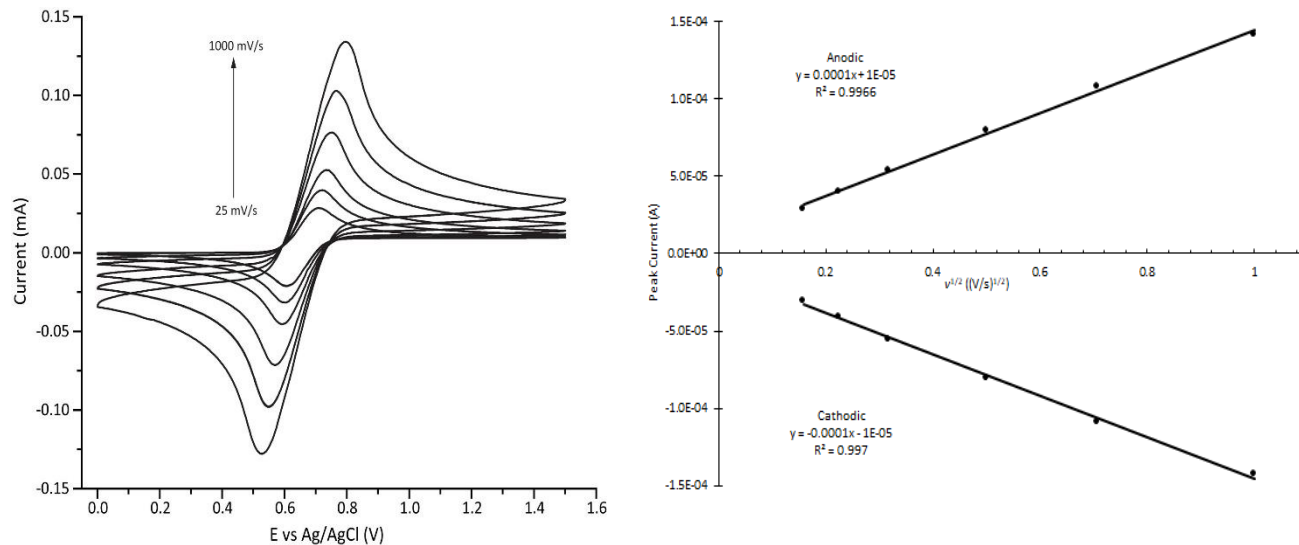 0.15
0.10
0.05
0.00
-0.05
-0.10
-0.15
Current (mA)
1000 mV/s
25 mV/s
0.0 0.2 0.4 0.6 0.8 1.0 1.2 1.4 1.6
E vs Ag/AgCl (V)
1.5E-04
1.0E-04
5.0E-05
0.0E+00
-5.0E-05
-1.0E-04
-1.5E-04
Peak Current (A)
Anodic
y = 0.0001x + 1E-05
R² = 0.9966
0.2 0.4 0.6 0.8 1
v¹/² ((V/s)¹/²)
Cathodic
y = -0.0001x - 1E-05
R² = 0.997